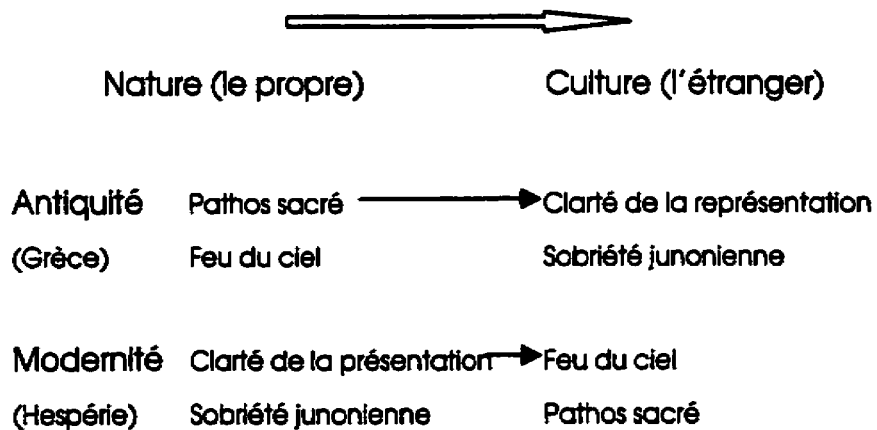 Nature (le propre) Culture (l'étranger)
Antiquité Pathos sacré Clarté de la représentation
(Grèce) Feu du ciel Sobriété junonienne
Modernité Clarté de la présentation Feu du ciel
(Hespérie) Sobriété junonienne Pathos sacré